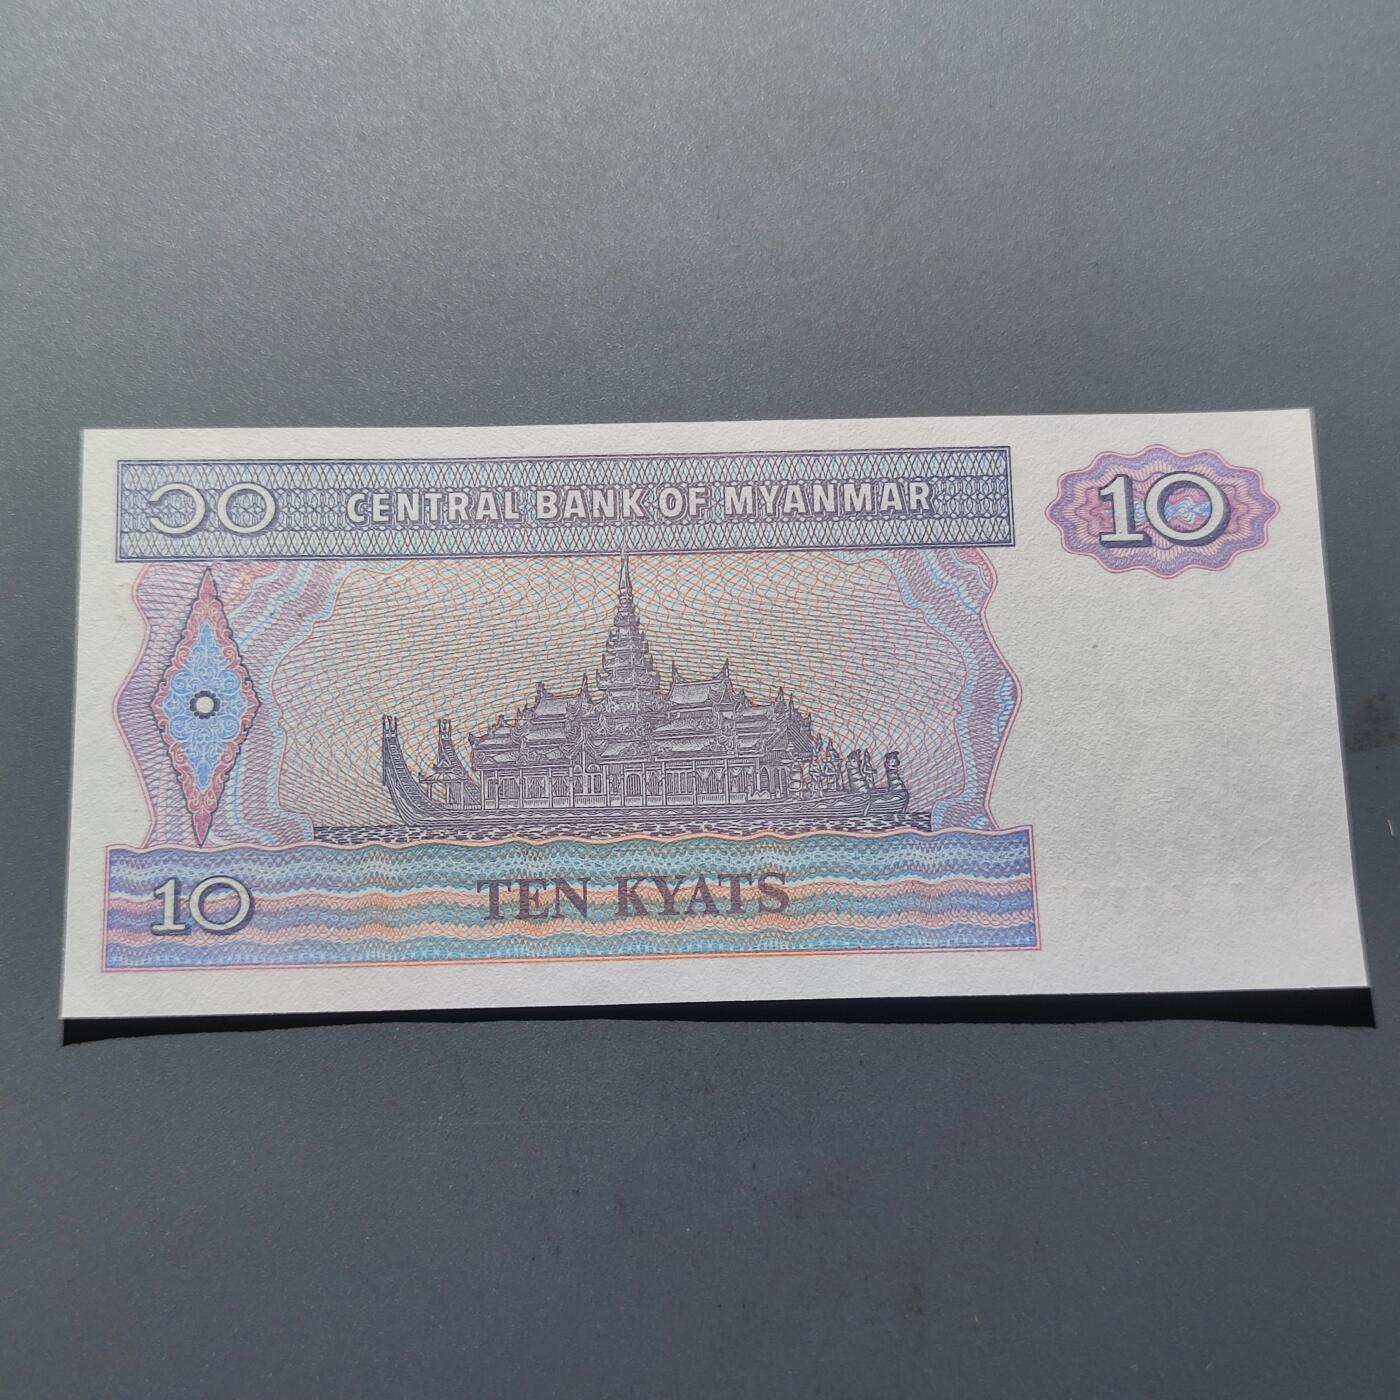 ၁၀ CENTRAL BANK OF MYANMAR 10
10 TEN KYATS